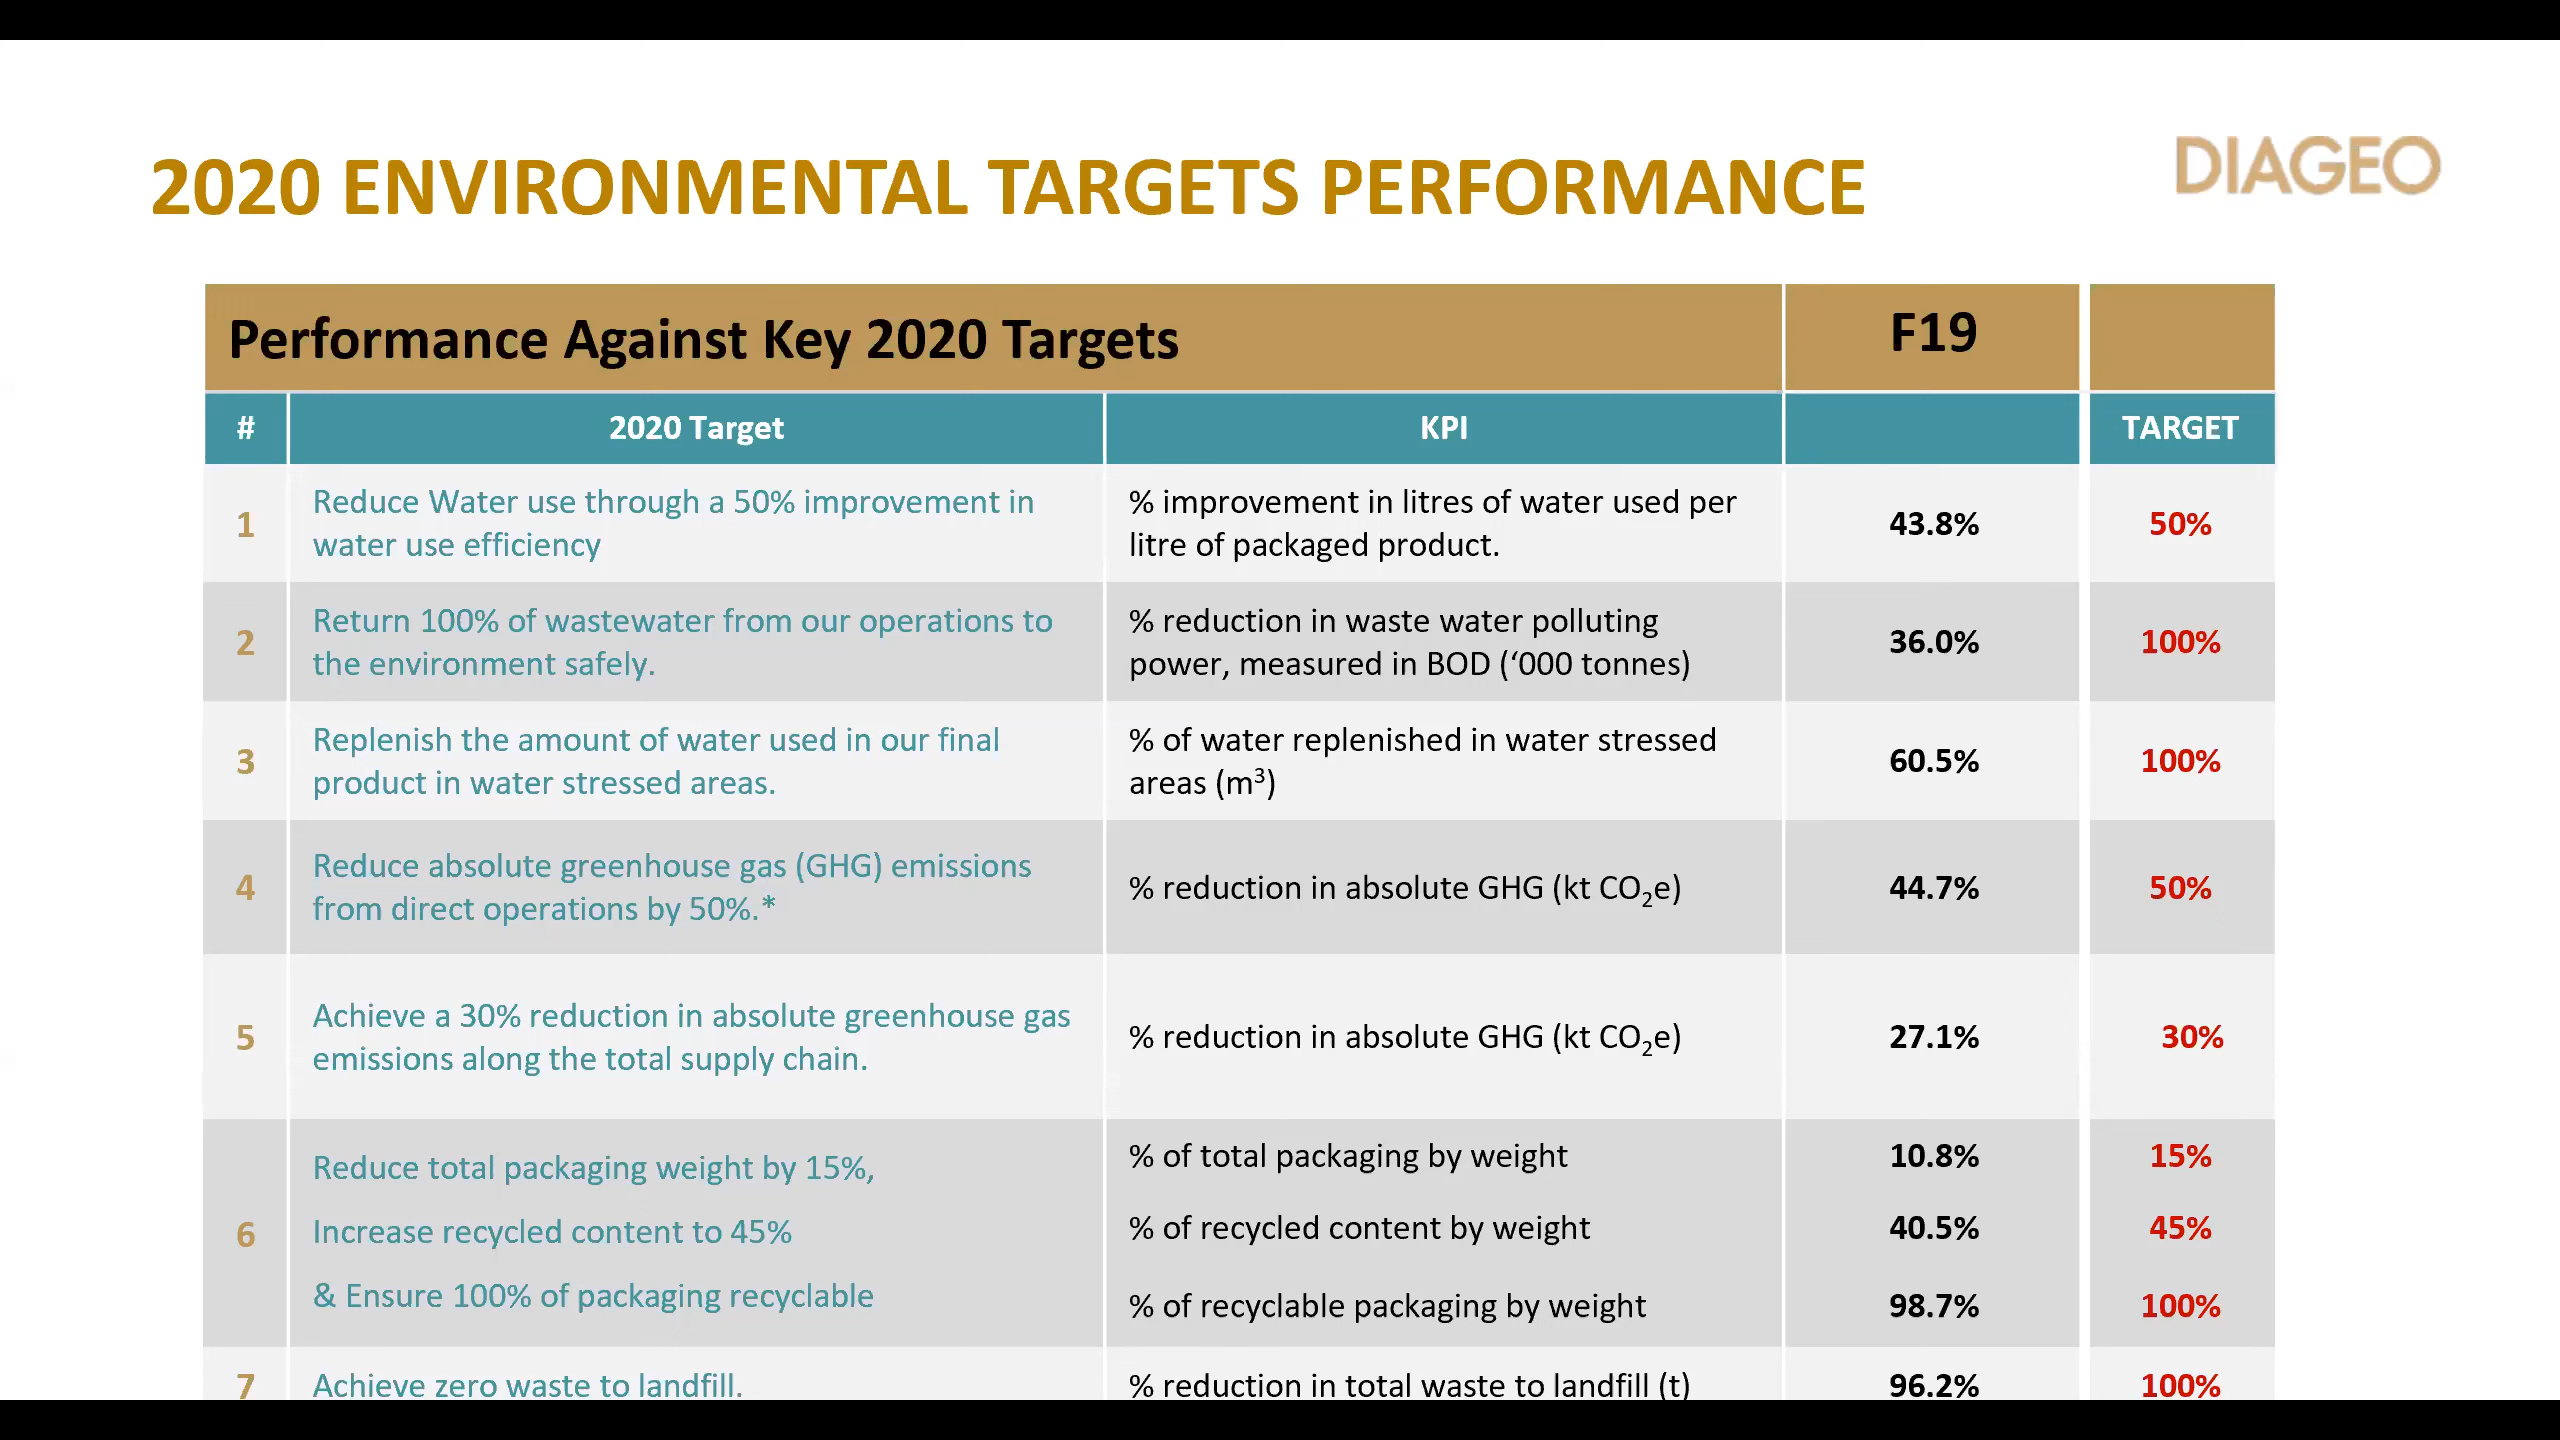 2020 ENVIRONMENTAL TARGETS PERFORMANCE
DIAGEO
Performance Against Key 2020 Targets
F19
#
2020 Target
KPI
TARGET
1
Reduce Water use through a 50% improvement in
water use efficiency
% improvement in litres of water used per
litre of packaged product.
43.8%
50%
2
Return 100% of wastewater from our operations to
the environment safely.
% reduction in waste water polluting
power, measured in BOD (‘000 tonnes)
36.0%
100%
3
Replenish the amount of water used in our final
product in water stressed areas.
% of water replenished in water stressed
areas (m³)
60.5%
100%
4
Reduce absolute greenhouse gas (GHG) emissions
from direct operations by 50%.*
% reduction in absolute GHG (kt CO₂e)
44.7%
50%
5
Achieve a 30% reduction in absolute greenhouse gas
emissions along the total supply chain.
% reduction in absolute GHG (kt CO₂e)
27.1%
30%
6
Reduce total packaging weight by 15%,
Increase recycled content to 45%
& Ensure 100% of packaging recyclable
% of total packaging by weight
10.8%
15%
% of recycled content by weight
40.5%
45%
% of recyclable packaging by weight
98.7%
100%
7
Achieve zero waste to landfill.
% reduction in total waste to landfill (t)
96.2%
100%